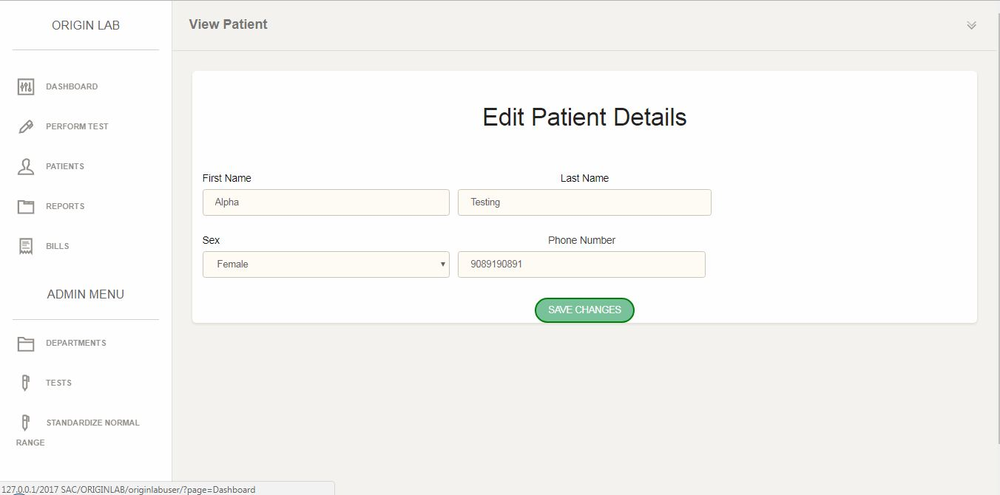 ORIGIN LAB
View Patient
DASHBOARD
PERFORM TEST
PATIENTS
REPORTS
BILLS
ADMIN MENU
DEPARTMENTS
TESTS
STANDARDIZE NORMAL
RANGE
Edit Patient Details
First Name
Last Name
Alpha
Testing
Sex
Phone Number
Female
9089190891
SAVE CHANGES
127.0.0.1/2017 SAC/ORIGINLAB/originlabuser/?page=Dashboard